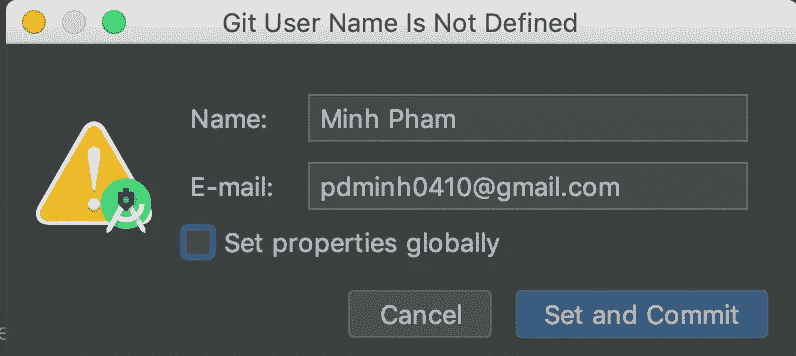 Git User Name Is Not Defined
Name: Minh Pham
E-mail: pdminh0410@gmail.com
Set properties globally
Cancel Set and Commit